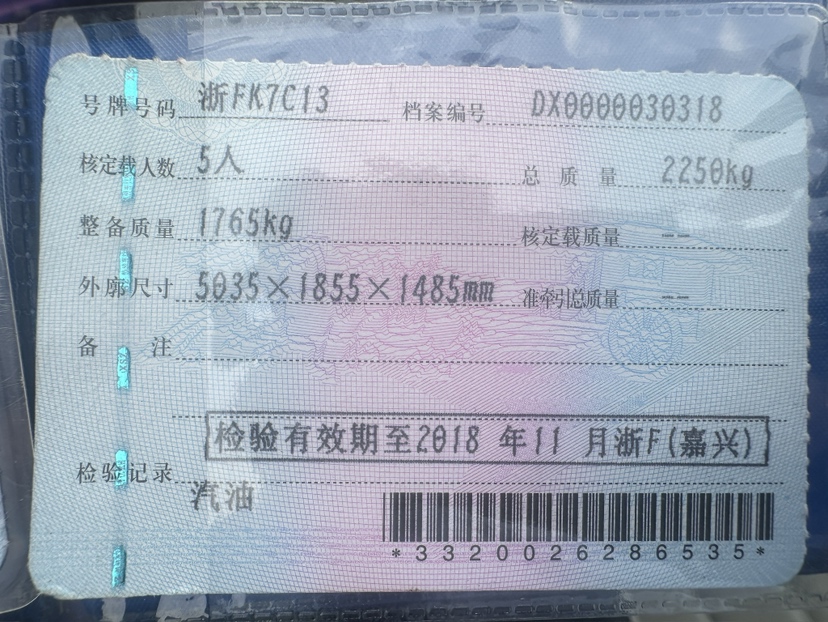 号牌号码 浙FK7C13 档案编号 DX0000030318
核定载人数 5人 总质量 2250kg
整备质量 1765kg 核定载质量 --
外廓尺寸 5035×1855×1485mm 准牵引总质量 --
备注
检验有效期至2018 年11 月浙F(嘉兴)
检验记录
汽油
*3320026286535*